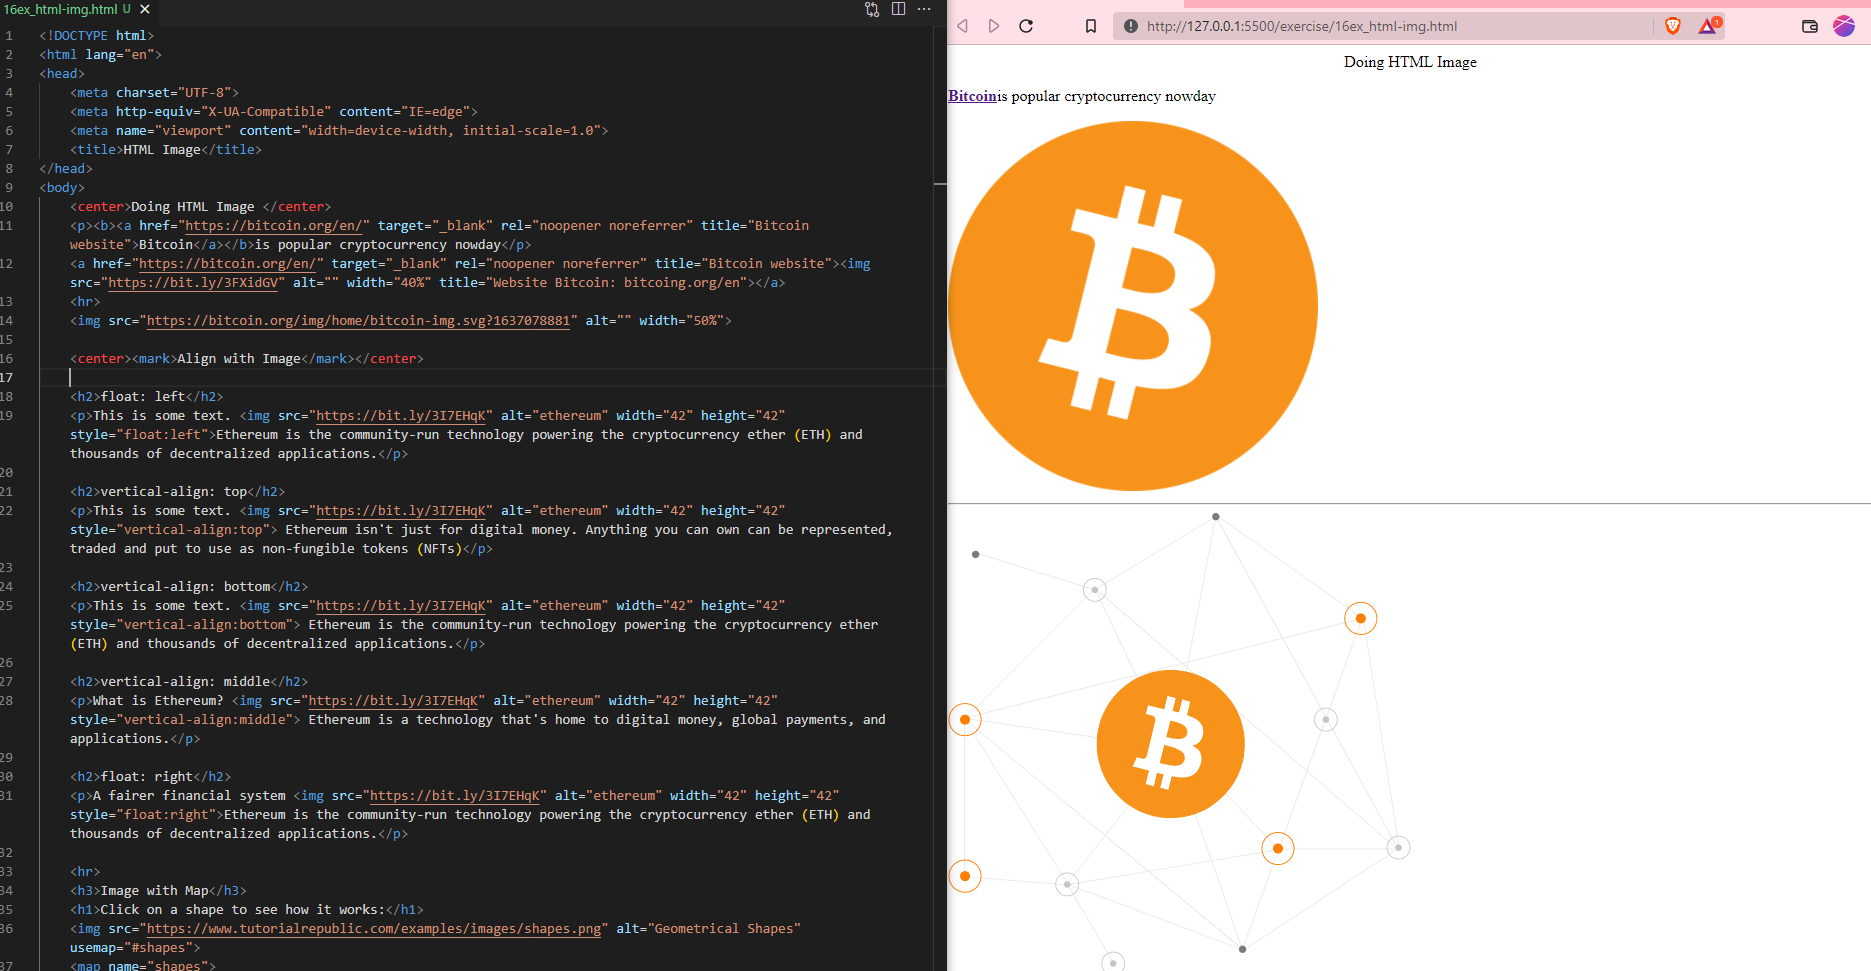 16ex_html-img.html U
1 <!DOCTYPE html>
2 <html lang="en">
3 <head>
4 <meta charset="UTF-8">
5 <meta http-equiv="X-UA-Compatible" content="IE=edge">
6 <meta name="viewport" content="width=device-width, initial-scale=1.0">
7 <title>HTML Image</title>
8 </head>
9 <body>
10 <center>Doing HTML Image </center>
11 <p><b><a href="https://bitcoin.org/en/" target="_blank" rel="noopener noreferrer" title="Bitcoin
website">Bitcoin</a></b>is popular cryptocurrency nowday</p>
12 <a href="https://bitcoin.org/en/" target="_blank" rel="noopener noreferrer" title="Bitcoin website"><img
src="https://bit.ly/3FXidGV" alt="" width="40%" title="Website Bitcoin: bitcoing.org/en"></a>
13 <hr>
14 <img src="https://bitcoin.org/img/home/bitcoin-img.svg?1637078881" alt="" width="50%">
15
16 <center><mark>Align with Image</mark></center>
17
18 <h2>float: left</h2>
19 <p>This is some text. <img src="https://bit.ly/3I7EHqK" alt="ethereum" width="42" height="42"
style="float:left">Ethereum is the community-run technology powering the cryptocurrency ether (ETH) and
thousands of decentralized applications.</p>
20
21 <h2>vertical-align: top</h2>
22 <p>This is some text. <img src="https://bit.ly/3I7EHqK" alt="ethereum" width="42" height="42"
style="vertical-align:top"> Ethereum isn't just for digital money. Anything you can own can be represented,
traded and put to use as non-fungible tokens (NFTs)</p>
23
24 <h2>vertical-align: bottom</h2>
25 <p>This is some text. <img src="https://bit.ly/3I7EHqK" alt="ethereum" width="42" height="42"
style="vertical-align:bottom"> Ethereum is the community-run technology powering the cryptocurrency ether
(ETH) and thousands of decentralized applications.</p>
26
27 <h2>vertical-align: middle</h2>
28 <p>What is Ethereum? <img src="https://bit.ly/3I7EHqK" alt="ethereum" width="42" height="42"
style="vertical-align:middle"> Ethereum is a technology that's home to digital money, global payments, and
applications.</p>
29
30 <h2>float: right</h2>
31 <p>A fairer financial system <img src="https://bit.ly/3I7EHqK" alt="ethereum" width="42" height="42"
style="float:right">Ethereum is the community-run technology powering the cryptocurrency ether (ETH) and
thousands of decentralized applications.</p>
32
33 <hr>
34 <h3>Image with Map</h3>
35 <h1>Click on a shape to see how it works:</h1>
36 <img src="https://www.tutorialrepublic.com/examples/images/shapes.png" alt="Geometrical Shapes"
usemap="#shapes">
37 <map name="shapes">
http://127.0.0.1:5500/exercise/16ex_html-img.html
1
Doing HTML Image
Bitcoinis popular cryptocurrency nowday